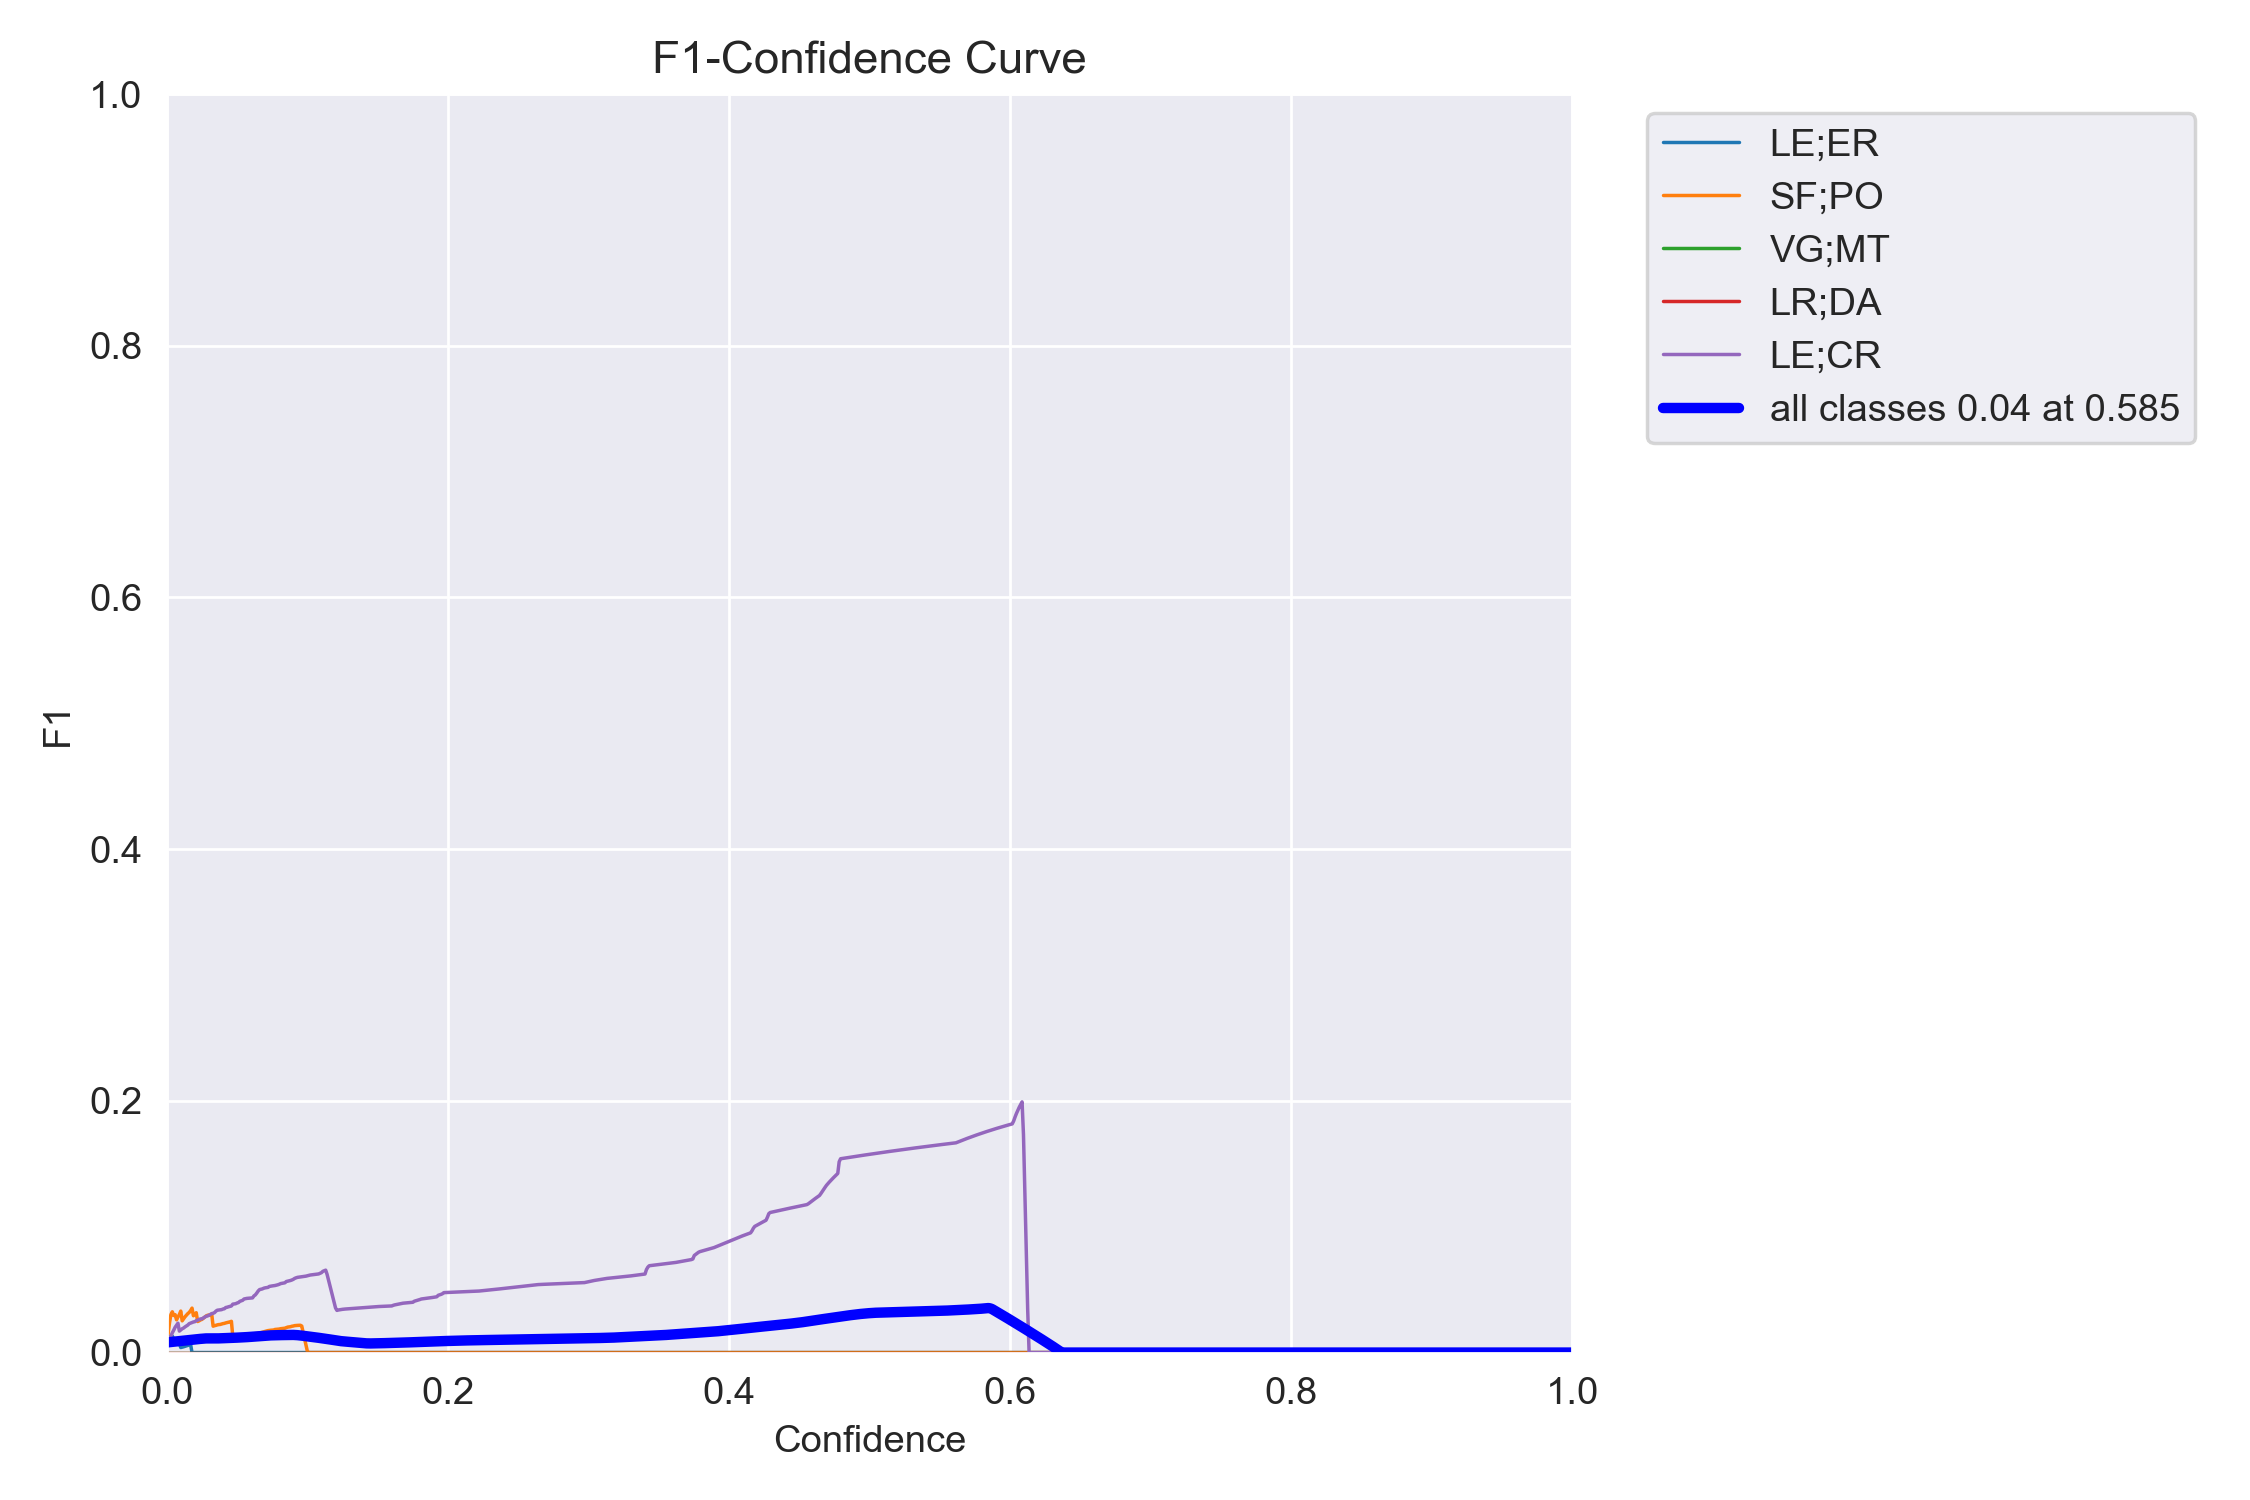 F1-Confidence Curve
1.0
0.8
0.6
0.4
0.2
0.0
F1
0.0 0.2 0.4 0.6 0.8 1.0
Confidence
LE;ER
SF;PO
VG;MT
LR;DA
LE;CR
all classes 0.04 at 0.585